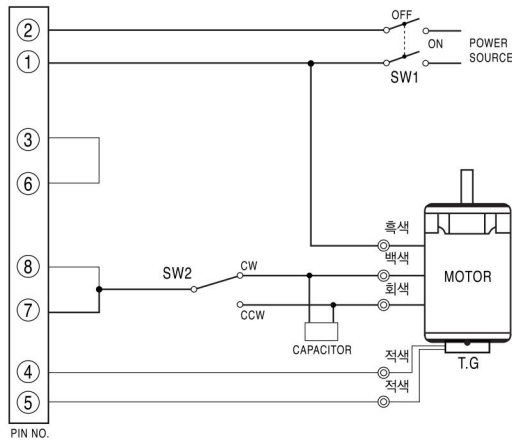 OFF
②
ON
POWER
SOURCE
①
SW1
③
⑥
흑색
백색
⑧
SW2
CW
회색
MOTOR
⑦
CCW
CAPACITOR
적색
T.G
④
적색
⑤
PIN NO.